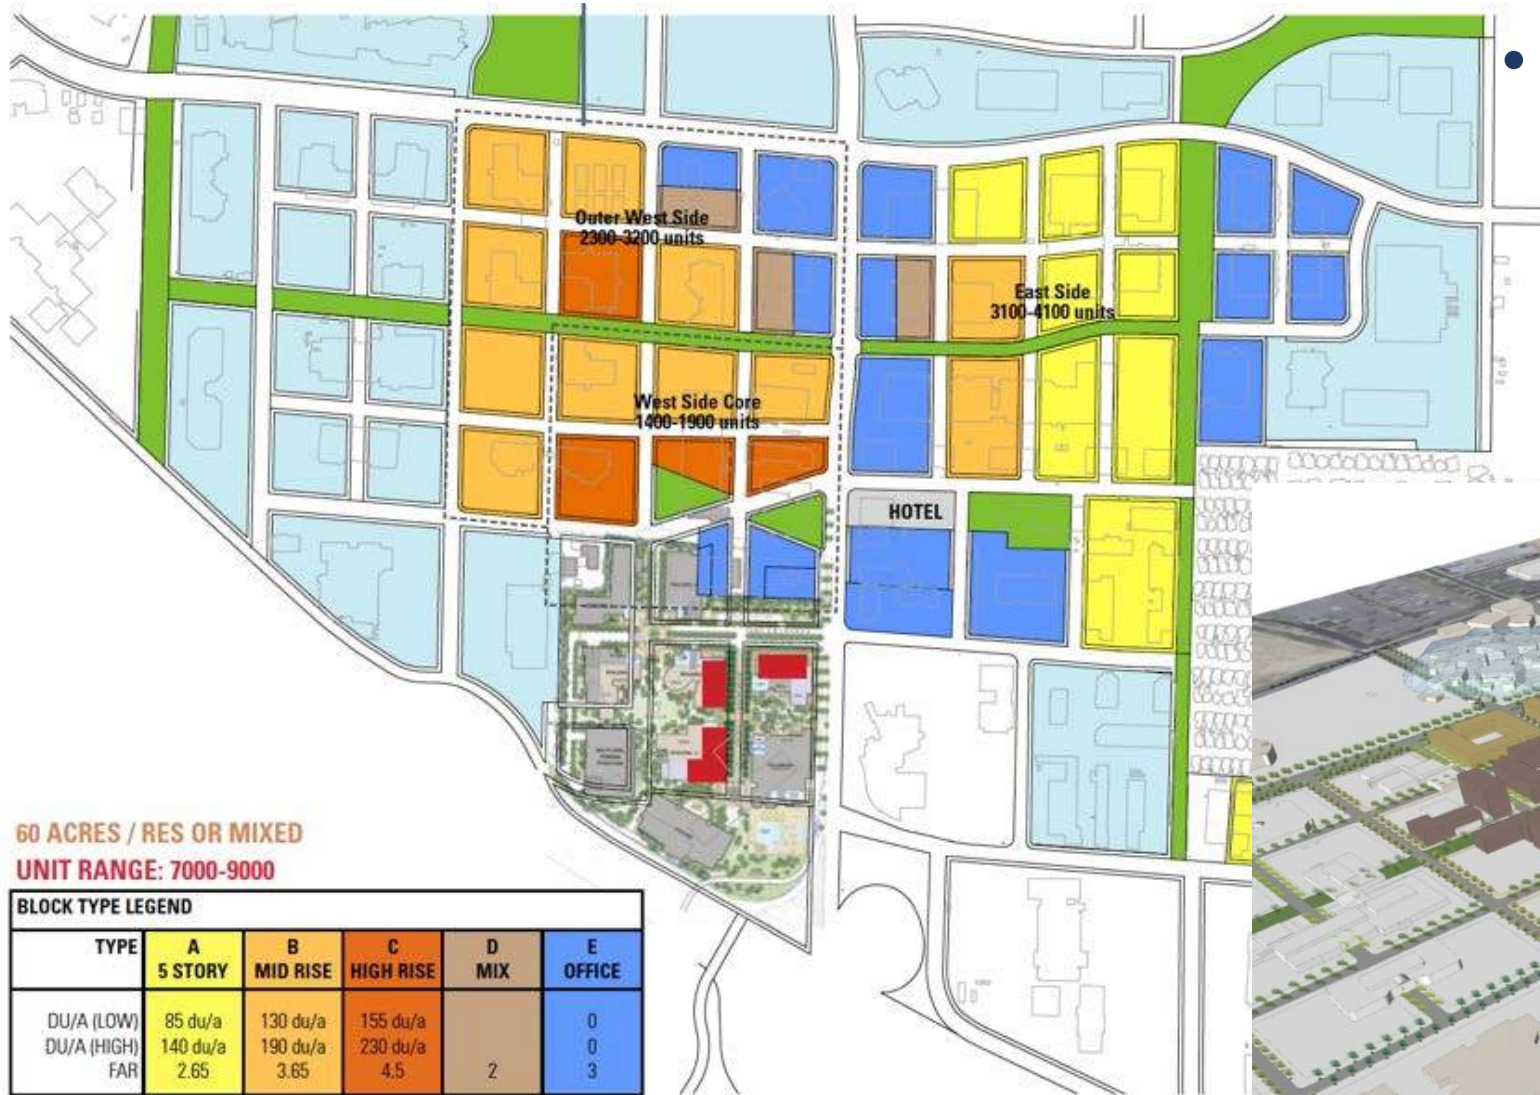 Outer West Side
2300-3200 units
East Side
3100-4100 units
West Side Core
1400-1900 units
HOTEL
60 ACRES / RES OR MIXED
UNIT RANGE: 7000-9000
BLOCK TYPE LEGEND
TYPE A B C D E
5 STORY MID RISE HIGH RISE MIX OFFICE
DU/A (LOW) 85 du/a 130 du/a 155 du/a 0
DU/A (HIGH) 140 du/a 190 du/a 230 du/a 0
FAR 2.65 3.65 4.5 2 3